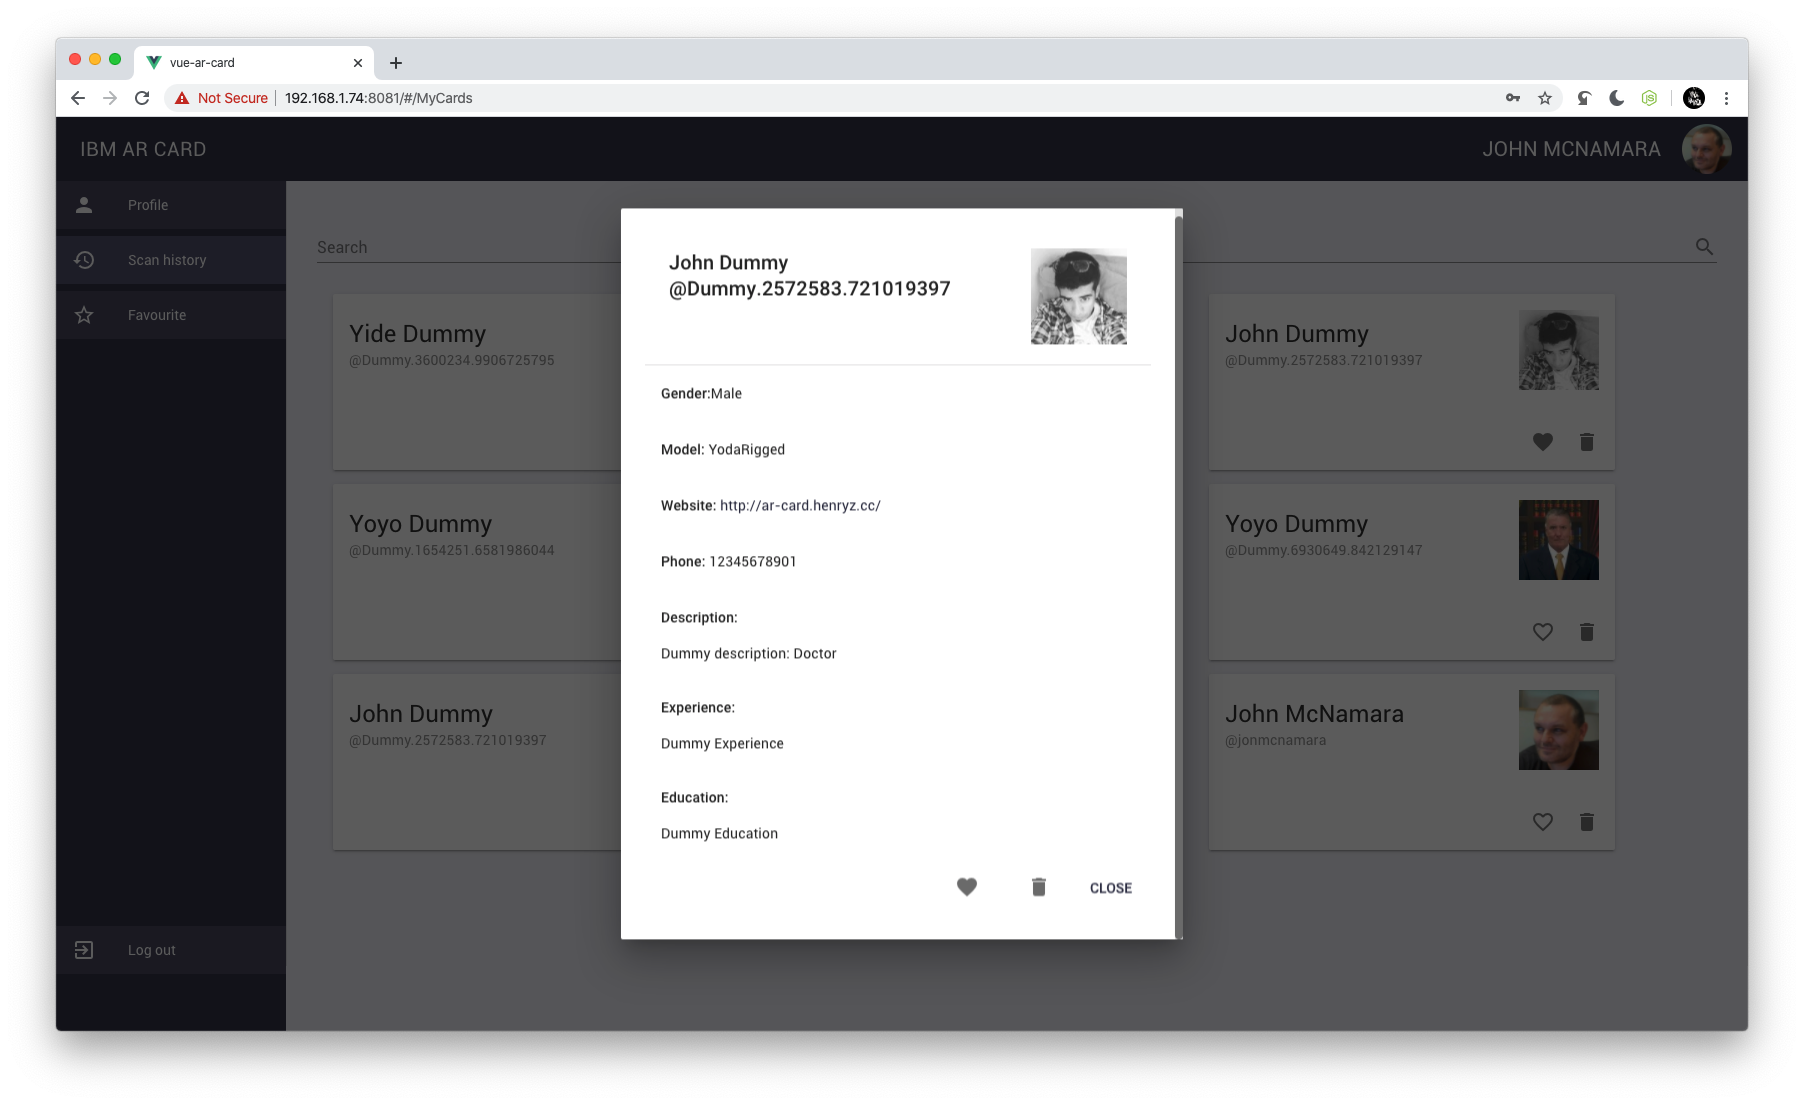 vue-ar-card
Not Secure
192.168.1.74:8081/#/MyCards
IBM AR CARD
JOHN MCNAMARA
Profile
Scan history
Favourite
Log out
Search
Yide Dummy
@Dummy.3600234.9906725795
Yoyo Dummy
@Dummy.1654251.6581986044
John Dummy
@Dummy.2572583.721019397
John Dummy
@Dummy.2572583.721019397
Gender:Male
Model: YodaRigged
Website: http://ar-card.henryz.cc/
Phone: 12345678901
Description:
Dummy description: Doctor
Experience:
Dummy Experience
Education:
Dummy Education
CLOSE
John Dummy
@Dummy.2572583.721019397
Yoyo Dummy
@Dummy.6930649.842129147
John McNamara
@jonmcnamara